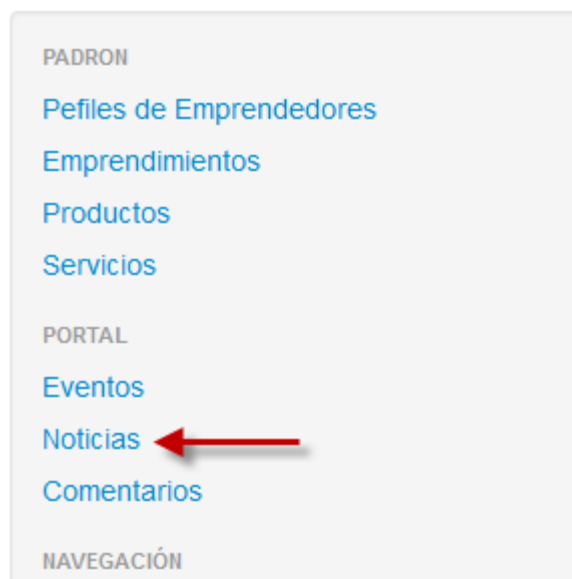 PADRON
Pefiles de Emprendedores
Emprendimientos
Productos
Servicios
PORTAL
Eventos
Noticias
Comentarios
NAVEGACIÓN